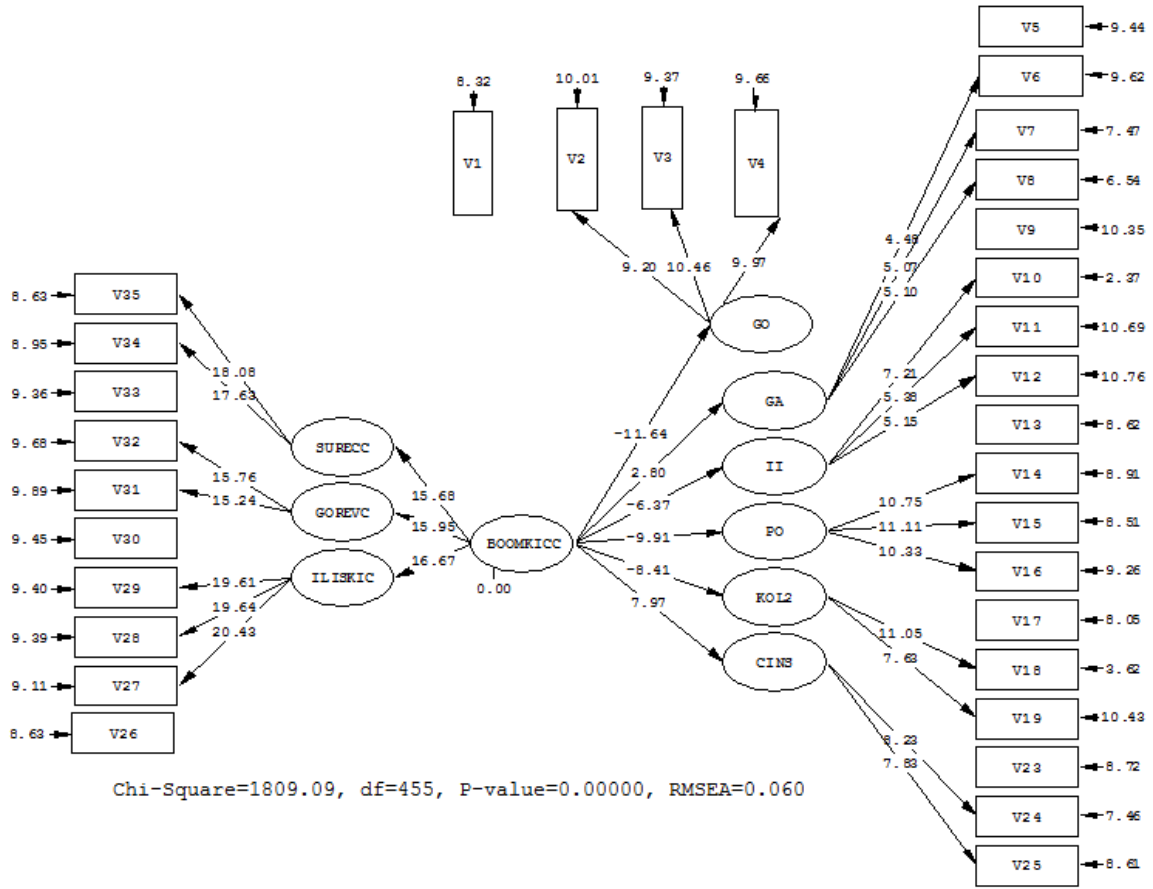 V5 9.44
V6 9.62
8.32 10.01 9.37 9.66
V7 7.47
V1 V2 V3 V4
V8 6.54
V9 10.35
4.48
9.20 10.46 9.97
5.07
V10 2.37
5.10
8.63 V35
GO
V11 10.69
8.95 V34
7.21
V12 10.76
18.08
17.63
9.36 V33
GA
5.38
5.15
V13 8.62
9.68 V32
SURECC
-11.64
II
2.80
V14 8.91
15.76
9.89 V31
15.24
15.68
-6.37
10.75
GOREVC
15.95
PO
11.11
V15 8.51
9.45 V30
BOOMKICC
-9.91
10.33
16.67
-8.41
V16 9.26
9.40 V29
19.61
ILISKIC
0.00
7.97
KOL2
19.64
V17 8.05
9.39 V28
20.43
11.05
7.63
CINS
V18 3.62
9.11 V27
V19 10.43
8.63 V26
8.23
7.83
V23 8.72
Chi-Square=1809.09, df=455, P-value=0.00000, RMSEA=0.060
V24 7.46
V25 8.61